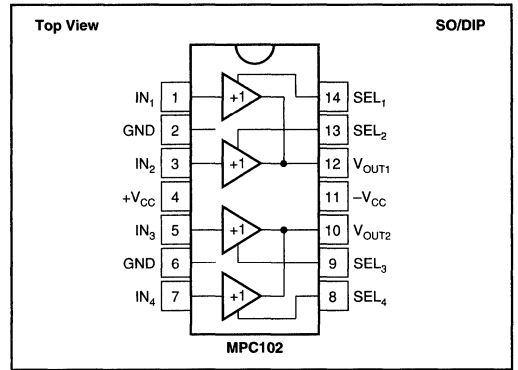 Top View SO/DIP
IN1 1 +1 14 SEL1
GND 2 13 SEL2
IN2 3 +1 12 VOUT1
+VCC 4 11 −VCC
IN3 5 +1 10 VOUT2
GND 6 9 SEL3
IN4 7 +1 8 SEL4
MPC102